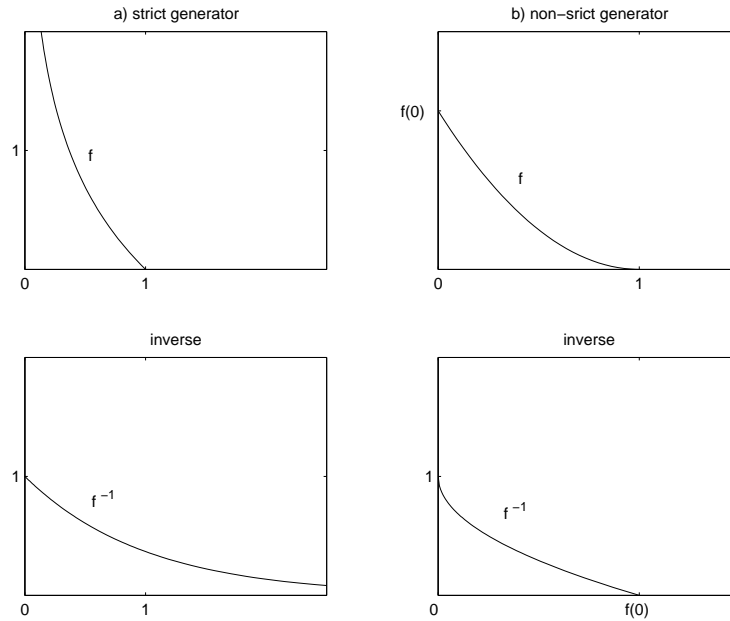 a) strict generator
1
f
0
1
b) non-srict generator
f(0)
f
0
1
inverse
1
f −1
0
1
inverse
1
f −1
0
f(0)